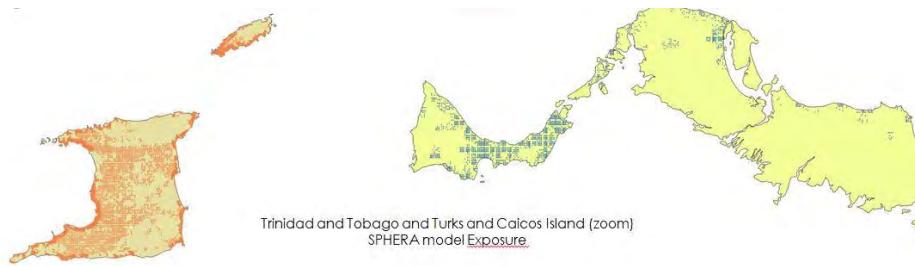 Trinidad and Tobago and Turks and Caicos Island (zoom)
SPHERA model Exposure